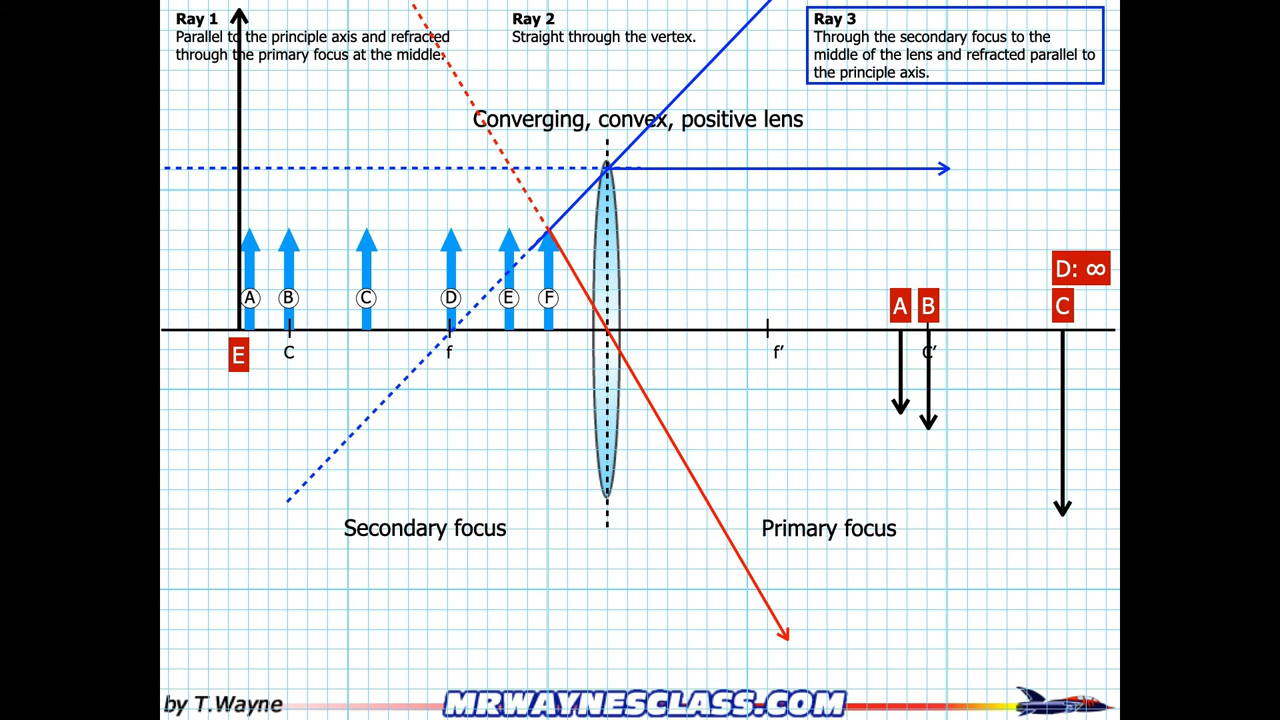 Ray 1
Parallel to the principle axis and refracted
through the primary focus at the middle.
Ray 2
Straight through the vertex.
Ray 3
Through the secondary focus to the
middle of the lens and refracted parallel to
the principle axis.
Converging, convex, positive lens
D: ∞
A B C D E F
A B C
E C f f′ C′
Secondary focus
Primary focus
by T.Wayne
MRWAYNESCLASS.COM